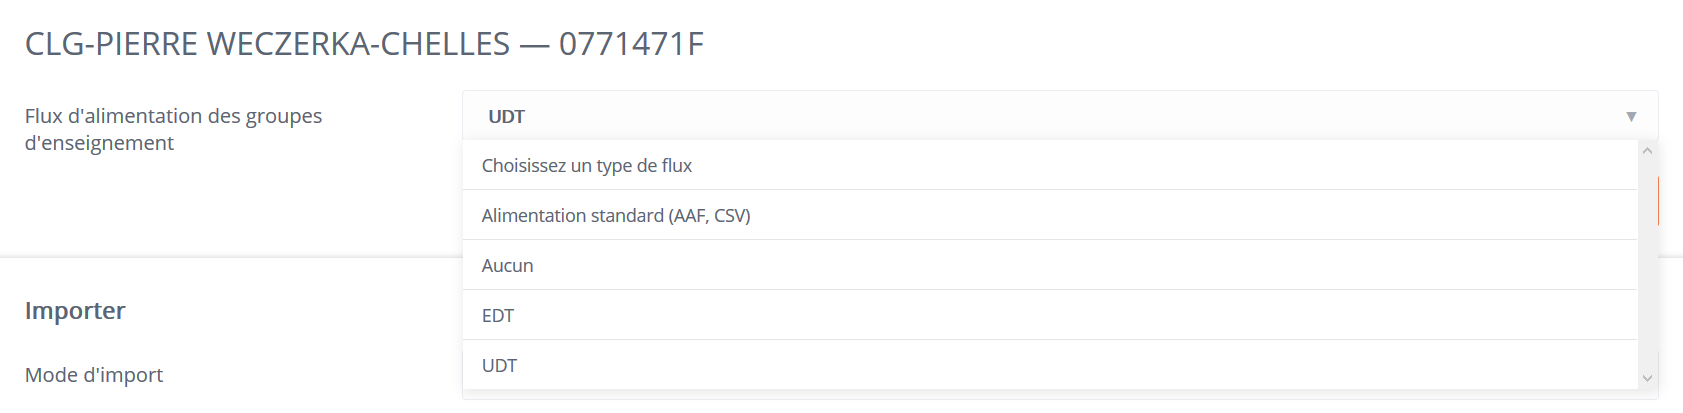 CLG-PIERRE WECZERKA-CHELLES — 0771471F
Flux d'alimentation des groupes
d'enseignement
UDT
Choisissez un type de flux
Alimentation standard (AAF, CSV)
Aucun
EDT
UDT
Importer
Mode d'import